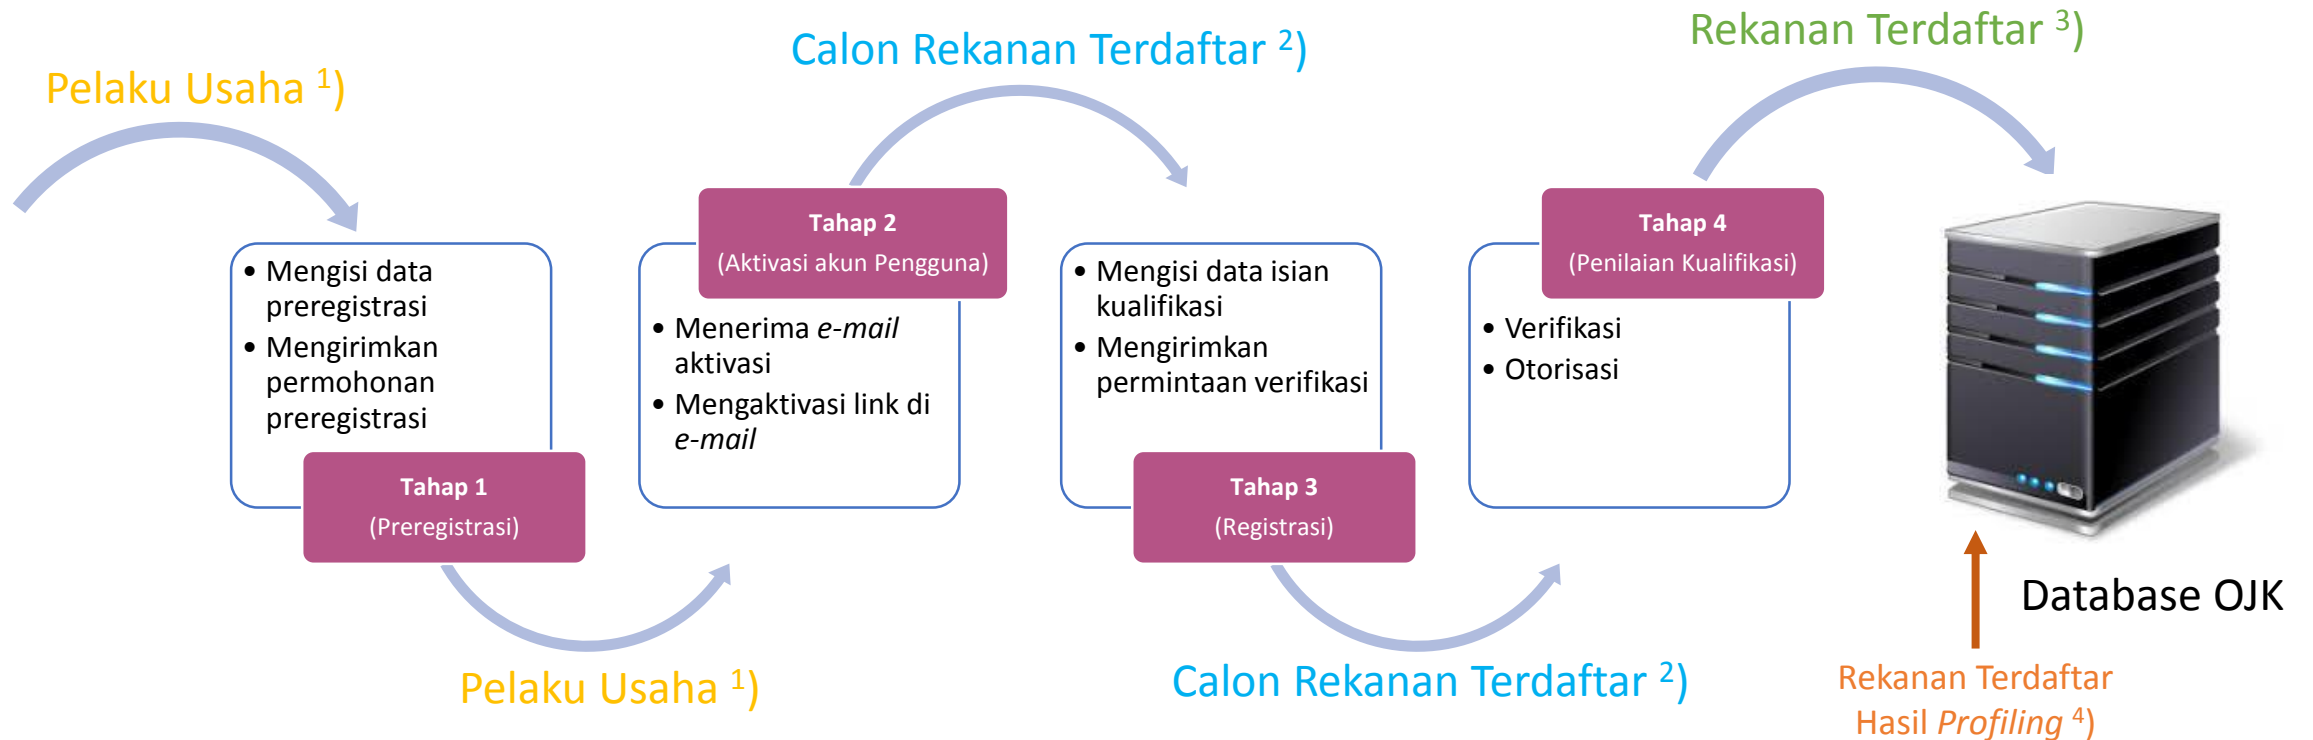 Pelaku Usaha ¹)
Calon Rekanan Terdaftar ²)
Rekanan Terdaftar ³)
• Mengisi data
preregistrasi
• Mengirimkan
permohonan
preregistrasi
Tahap 1
(Preregistrasi)
Pelaku Usaha ¹)
Tahap 2
(Aktivasi akun Pengguna)
• Menerima e-mail
aktivasi
• Mengaktivasi link di
e-mail
• Mengisi data isian
kualifikasi
• Mengirimkan
permintaan verifikasi
Tahap 3
(Registrasi)
Calon Rekanan Terdaftar ²)
Tahap 4
(Penilaian Kualifikasi)
• Verifikasi
• Otorisasi
Database OJK
Rekanan Terdaftar
Hasil Profiling ⁴)